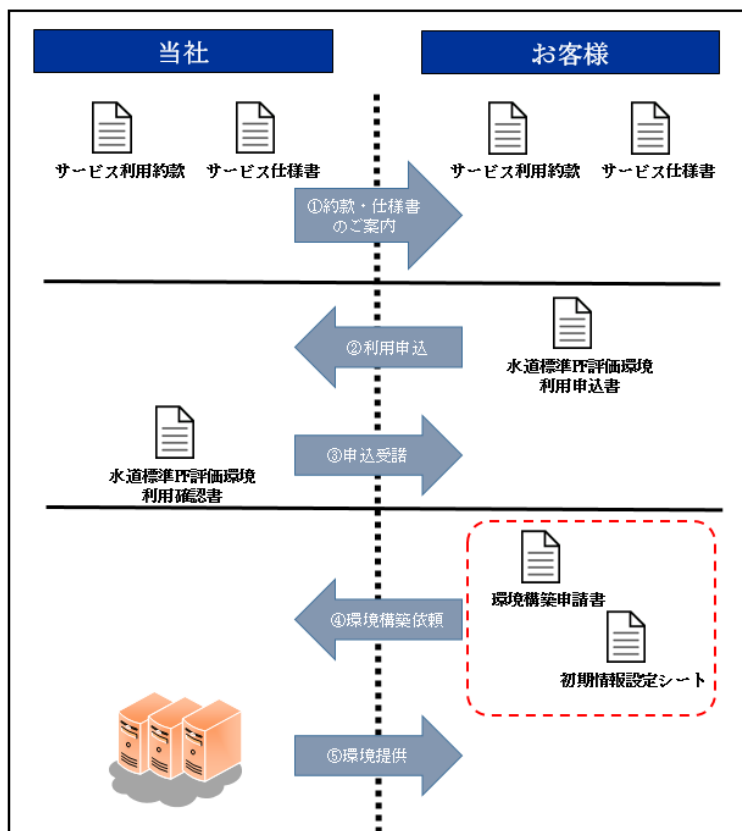 当社
お客様
サービス利用約款
サービス仕様書
サービス利用約款
サービス仕様書
①約款・仕様書
のご案内
②利用申込
水道標準PF評価環境
利用申込書
③申込受諾
水道標準PF評価環境
利用確認書
環境構築申請書
④環境構築依頼
初期情報設定シート
⑤環境提供